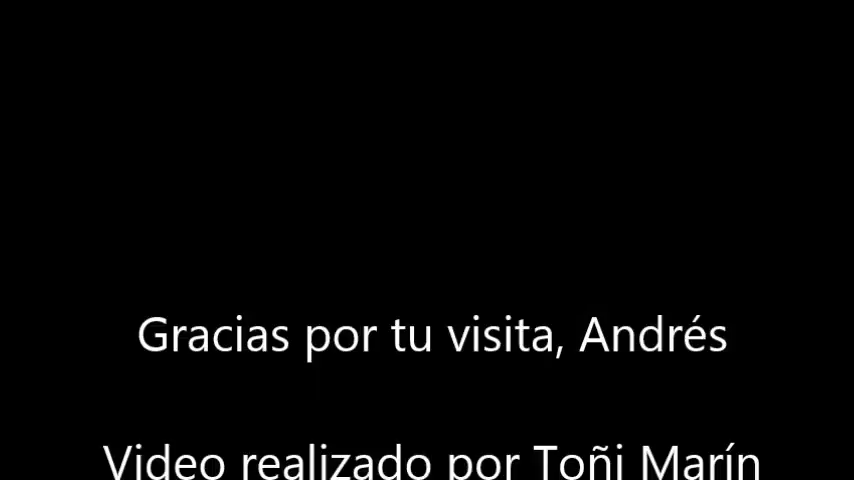 Gracias por tu visita, Andrés
Video realizado por Toñi Marín